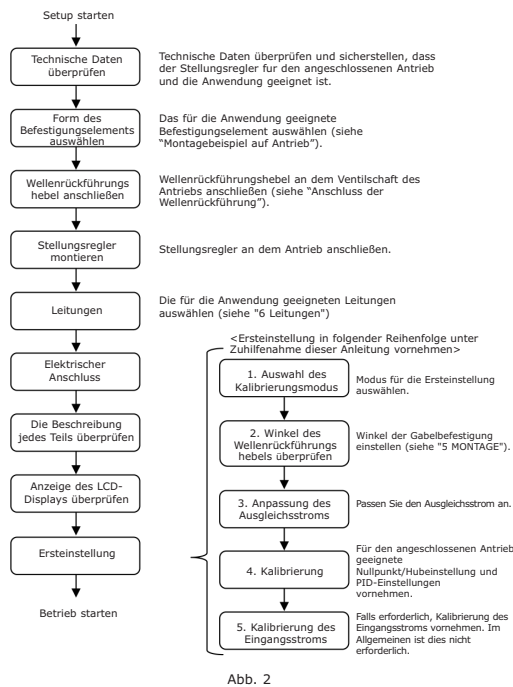 Setup starten
Technische Daten
überprüfen
Technische Daten überprüfen und sicherstellen, dass
der Stellungsregler fur den angeschlossenen Antrieb
und die Anwendung geeignet ist.
Form des
Befestigungselements
auswählen
Das für die Anwendung geeignete
Befestigungselement auswählen (siehe
“Montagebeispiel auf Antrieb”).
Wellenrückführungs
hebel anschließen
Wellenrückführungshebel an dem Ventilschaft des
Antriebs anschließen (siehe “Anschluss der
Wellenrückführung”).
Stellungsregler
montieren
Stellungsregler an dem Antrieb anschließen.
Leitungen
Die für die Anwendung geeigneten Leitungen
auswählen (siehe "6 Leitungen")
Elektrischer
Anschluss
Die Beschreibung
jedes Teils überprüfen
Anzeige des LCD-
Displays überprüfen
Ersteinstellung
Betrieb starten
<Ersteinstellung in folgender Reihenfolge unter
Zuhilfenahme dieser Anleitung vornehmen>
1. Auswahl des
Kalibrierungsmodus
Modus für die Ersteinstellung
auswählen.
2. Winkel des
Wellenrückführungs
hebels überprüfen
Winkel der Gabelbefestigung
einstellen (siehe "5 MONTAGE").
3. Anpassung des
Ausgleichsstroms
Passen Sie den Ausgleichsstrom an.
4. Kalibrierung
Für den angeschlossenen Antrieb
geeignete
Nullpunkt/Hubeinstellung und
PID-Einstellungen
vornehmen.
5. Kalibrierung des
Eingangsstroms
Falls erforderlich, Kalibrierung des
Eingangsstroms vornehmen. Im
Allgemeinen ist dies nicht
erforderlich.
Abb. 2